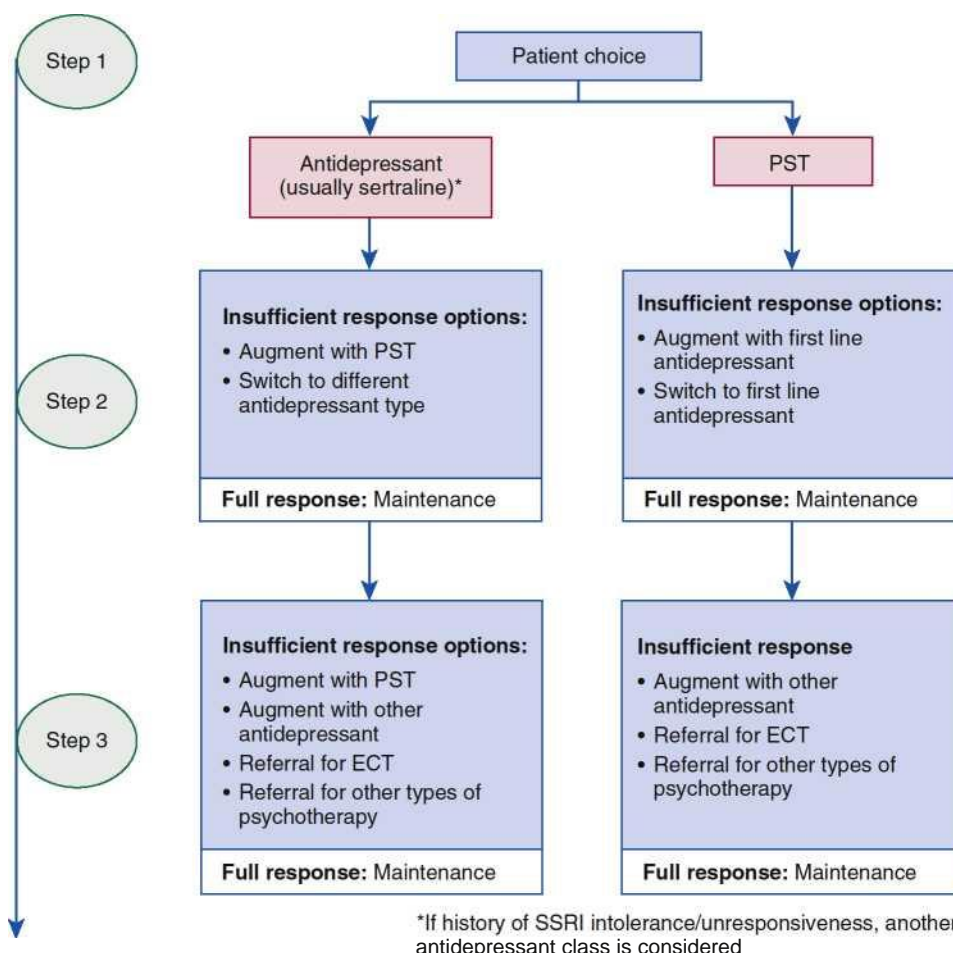 Step 1
Patient choice
Antidepressant
(usually sertraline)*
PST
Step 2
Insufficient response options:
• Augment with PST
• Switch to different
antidepressant type
Full response: Maintenance
Insufficient response options:
• Augment with first line
antidepressant
• Switch to first line
antidepressant
Full response: Maintenance
Step 3
Insufficient response options:
• Augment with PST
• Augment with other
antidepressant
• Referral for ECT
• Referral for other types of
psychotherapy
Full response: Maintenance
Insufficient response
• Augment with other
antidepressant
• Referral for ECT
• Referral for other types of
psychotherapy
Full response: Maintenance
*If history of SSRI intolerance/unresponsiveness, another
antidepressant class is considered